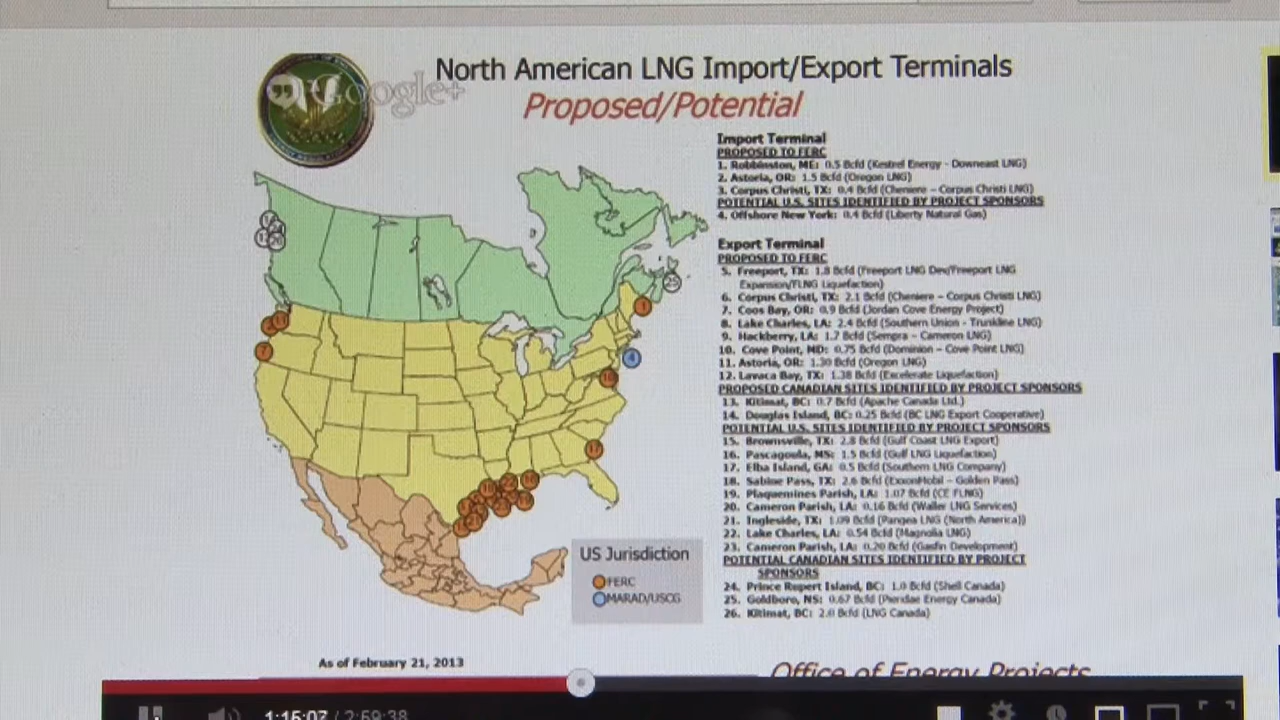 North American LNG Import/Export Terminals
Proposed/Potential
Google+
Import Terminal
PROPOSED TO FERC
1. Robbinston, ME: 0.5 Bcfd (Kestrel Energy - Downeast LNG)
2. Astoria, OR: 1.5 Bcfd (Oregon LNG)
3. Corpus Christi, TX: 0.4 Bcfd (Cheniere – Corpus Christi LNG)
POTENTIAL U.S. SITES IDENTIFIED BY PROJECT SPONSORS
4. Offshore New York: 0.4 Bcfd (Liberty Natural Gas)
Export Terminal
PROPOSED TO FERC
5. Freeport, TX: 1.8 Bcfd (Freeport LNG Dev/Freeport LNG
Expansion/FLNG Liquefaction)
6. Corpus Christi, TX: 2.1 Bcfd (Cheniere – Corpus Christi LNG)
7. Coos Bay, OR: 0.9 Bcfd (Jordan Cove Energy Project)
8. Lake Charles, LA: 2.4 Bcfd (Southern Union - Trunkline LNG)
9. Hackberry, LA: 1.7 Bcfd (Sempra – Cameron LNG)
10. Cove Point, MD: 0.75 Bcfd (Dominion – Cove Point LNG)
11. Astoria, OR: 1.30 Bcfd (Oregon LNG)
12. Lavaca Bay, TX: 1.38 Bcfd (Excelerate Liquefaction)
PROPOSED CANADIAN SITES IDENTIFIED BY PROJECT SPONSORS
13. Kitimat, BC: 0.7 Bcfd (Apache Canada Ltd.)
14. Douglas Island, BC: 0.25 Bcfd (BC LNG Export Cooperative)
POTENTIAL U.S. SITES IDENTIFIED BY PROJECT SPONSORS
15. Brownsville, TX: 2.8 Bcfd (Gulf Coast LNG Export)
16. Pascagoula, MS: 1.5 Bcfd (Gulf LNG Liquefaction)
17. Elba Island, GA: 0.5 Bcfd (Southern LNG Company)
18. Sabine Pass, TX: 2.6 Bcfd (ExxonMobil – Golden Pass)
19. Plaquemines Parish, LA: 1.07 Bcfd (CE FLNG)
20. Cameron Parish, LA: 0.16 Bcfd (Waller LNG Services)
21. Ingleside, TX: 1.09 Bcfd (Pangea LNG (North America))
22. Lake Charles, LA: 0.54 Bcfd (Magnolia LNG)
23. Cameron Parish, LA: 0.20 Bcfd (Gasfin Development)
POTENTIAL CANADIAN SITES IDENTIFIED BY PROJECT
SPONSORS
24. Prince Rupert Island, BC: 1.0 Bcfd (Shell Canada)
25. Goldboro, NS: 0.67 Bcfd (Pieridae Energy Canada)
26. Kitimat, BC: 2.0 Bcfd (LNG Canada)
25
1
7
4
US Jurisdiction
FERC
MARAD/USCG
As of February 21, 2013
Office of Energy Projects
1:15:07 / 2:59:38